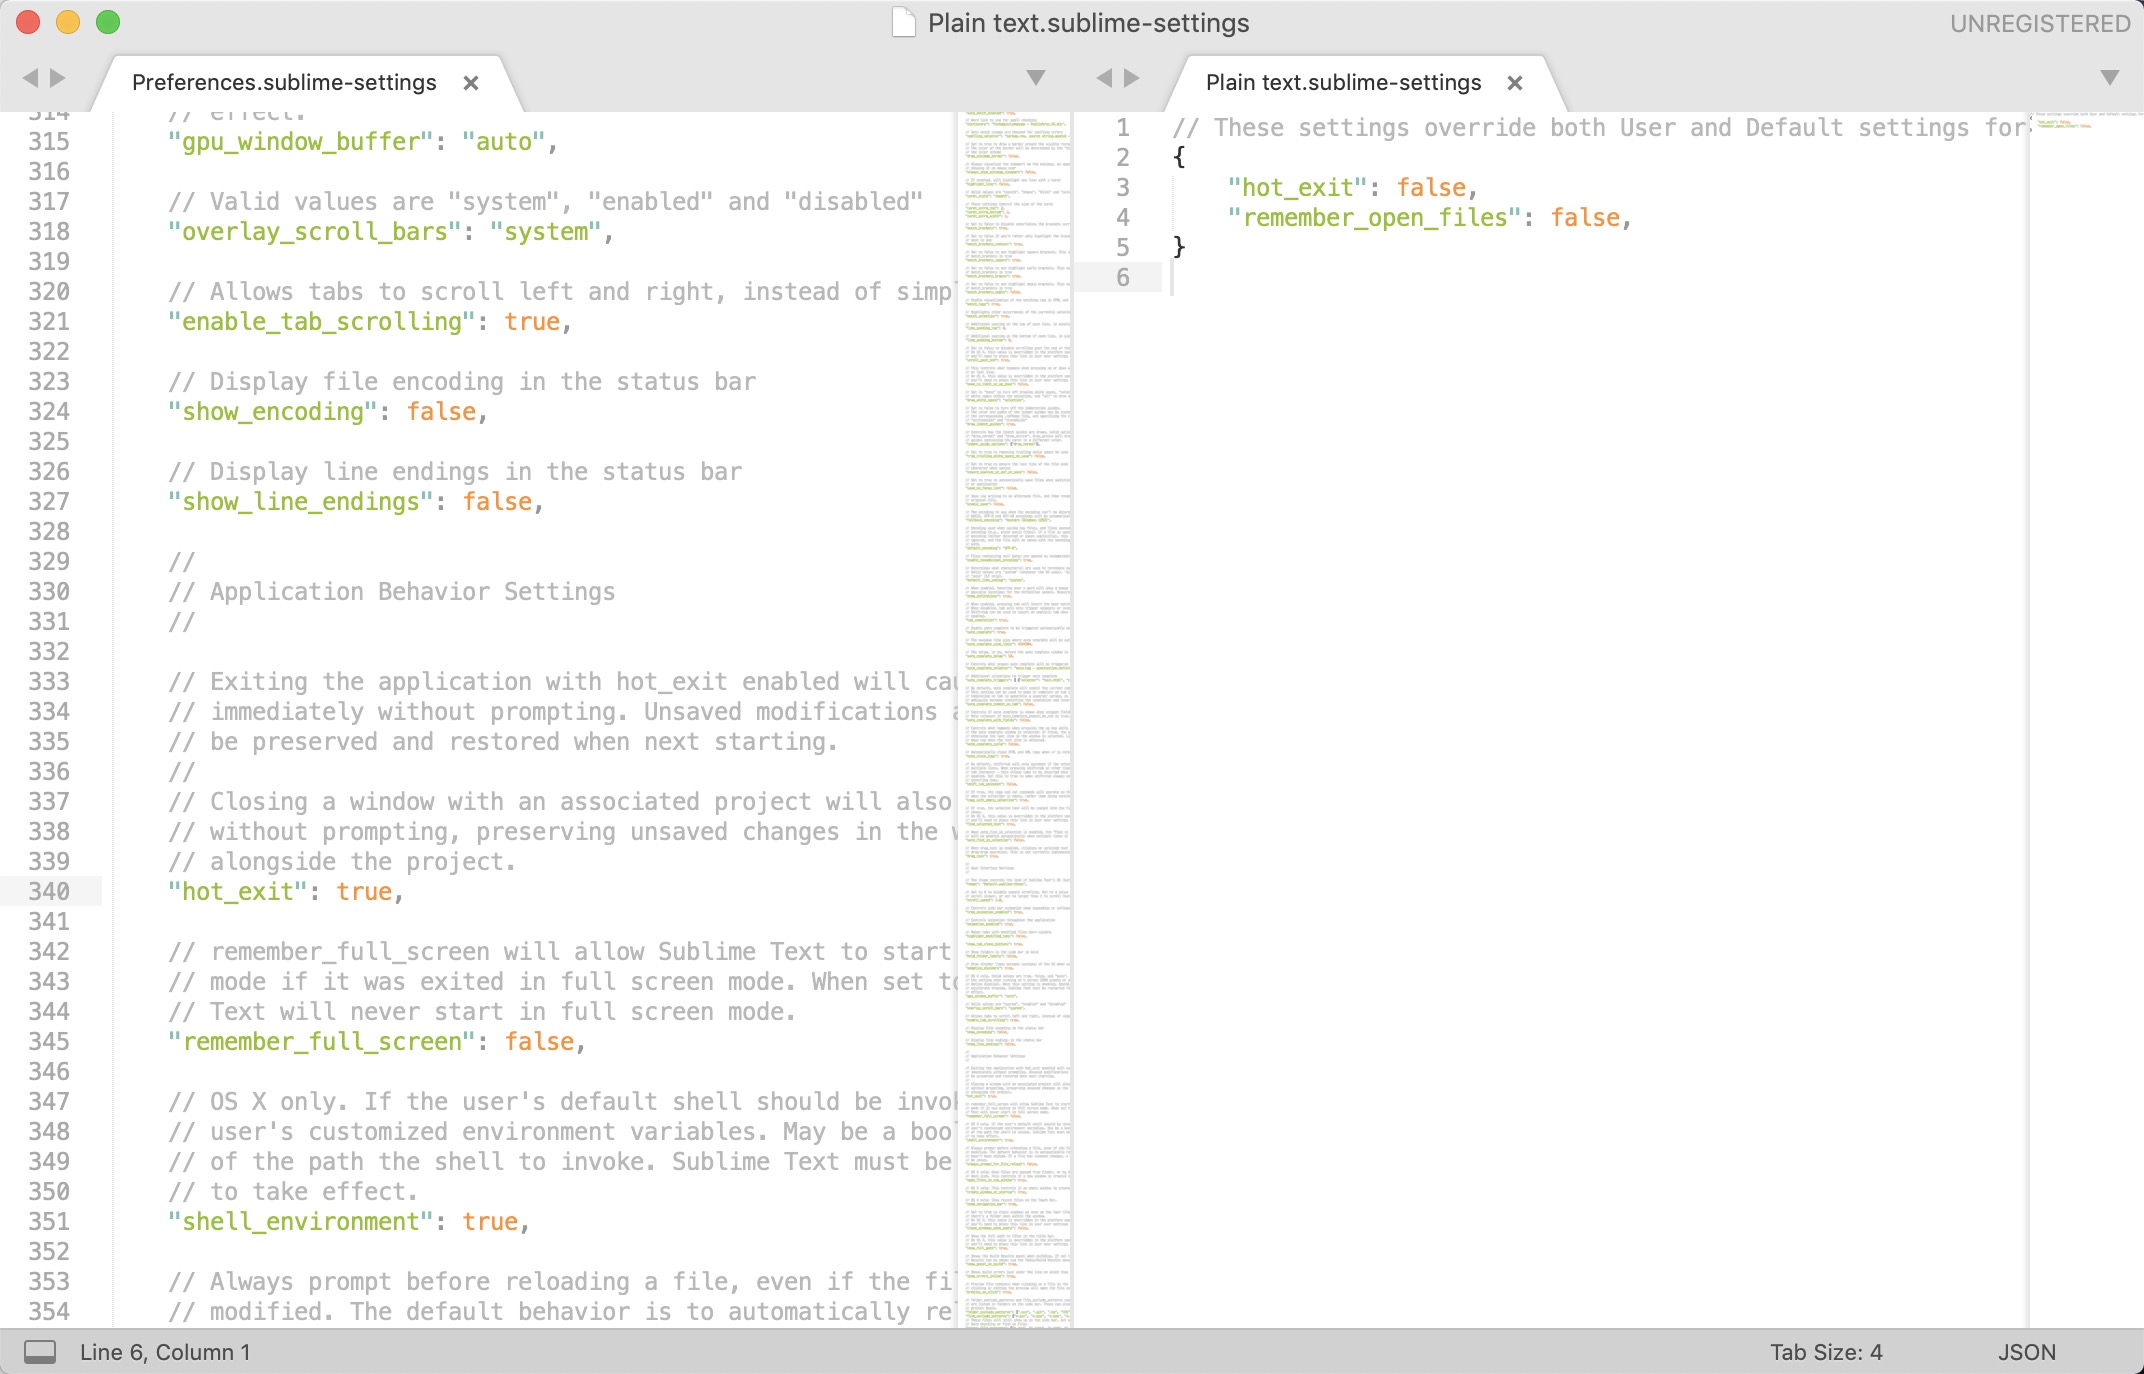 Plain text.sublime-settings
UNREGISTERED
Preferences.sublime-settings
314 // effect.
315 "gpu_window_buffer": "auto",
316
317 // Valid values are "system", "enabled" and "disabled"
318 "overlay_scroll_bars": "system",
319
320 // Allows tabs to scroll left and right, instead of simp
321 "enable_tab_scrolling": true,
322
323 // Display file encoding in the status bar
324 "show_encoding": false,
325
326 // Display line endings in the status bar
327 "show_line_endings": false,
328
329 //
330 // Application Behavior Settings
331 //
332
333 // Exiting the application with hot_exit enabled will cau
334 // immediately without prompting. Unsaved modifications a
335 // be preserved and restored when next starting.
336 //
337 // Closing a window with an associated project will also
338 // without prompting, preserving unsaved changes in the w
339 // alongside the project.
340 "hot_exit": true,
341
342 // remember_full_screen will allow Sublime Text to start
343 // mode if it was exited in full screen mode. When set to
344 // Text will never start in full screen mode.
345 "remember_full_screen": false,
346
347 // OS X only. If the user's default shell should be invok
348 // user's customized environment variables. May be a boo
349 // of the path the shell to invoke. Sublime Text must be
350 // to take effect.
351 "shell_environment": true,
352
353 // Always prompt before reloading a file, even if the fi
354 // modified. The default behavior is to automatically re
Plain text.sublime-settings
1 // These settings override both User and Default settings for
2 {
3 "hot_exit": false,
4 "remember_open_files": false,
5 }
6
Line 6, Column 1
Tab Size: 4
JSON